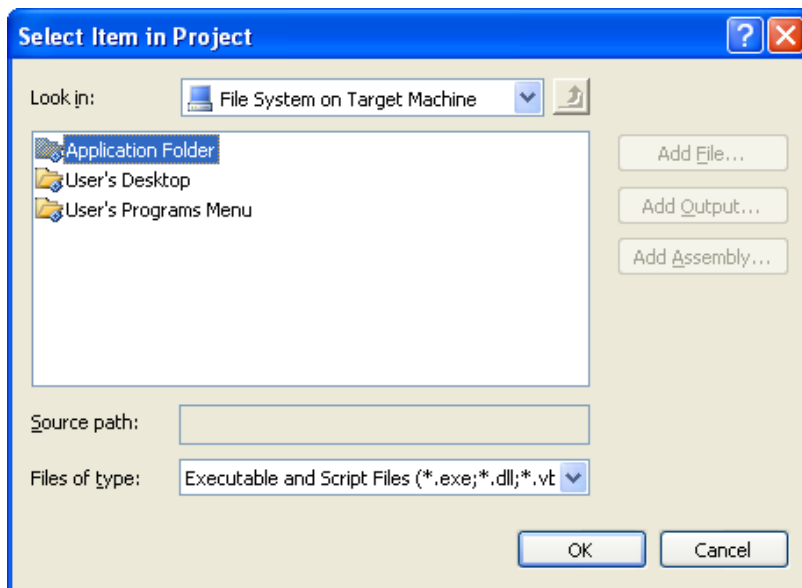 Select Item in Project
Look in:
File System on Target Machine
Application Folder
User's Desktop
User's Programs Menu
Add File...
Add Output...
Add Assembly...
Source path:
Files of type:
Executable and Script Files (*.exe;*.dll;*.vb
OK
Cancel